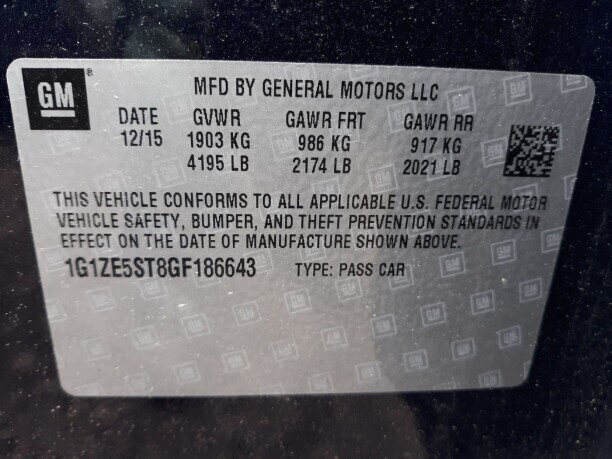 GM ®
MFD BY GENERAL MOTORS LLC
DATE GVWR GAWR FRT GAWR RR
12/15 1903 KG 986 KG 917 KG
4195 LB 2174 LB 2021 LB
THIS VEHICLE CONFORMS TO ALL APPLICABLE U.S. FEDERAL MOTOR
VEHICLE SAFETY, BUMPER, AND THEFT PREVENTION STANDARDS IN
EFFECT ON THE DATE OF MANUFACTURE SHOWN ABOVE.
1G1ZE5ST8GF186643 TYPE: PASS CAR